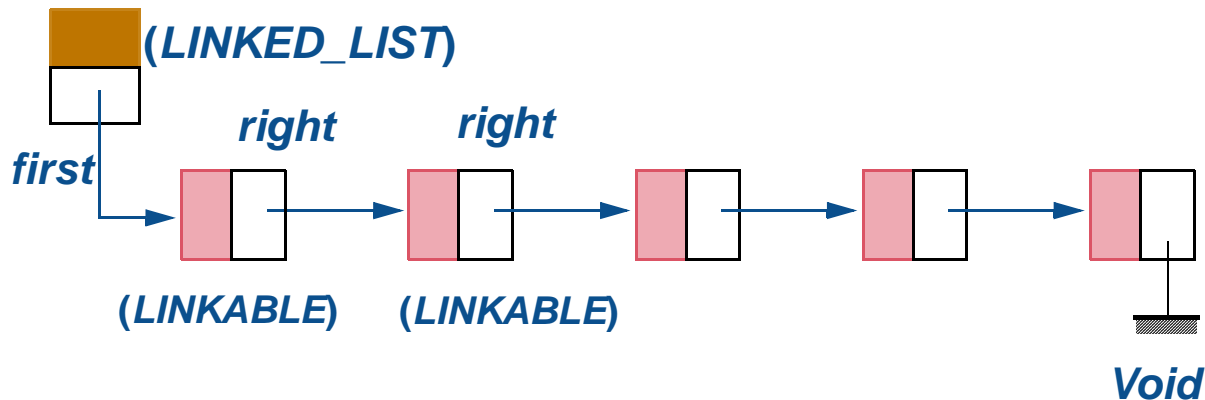 (LINKED_LIST)
right right
first
(LINKABLE) (LINKABLE)
Void